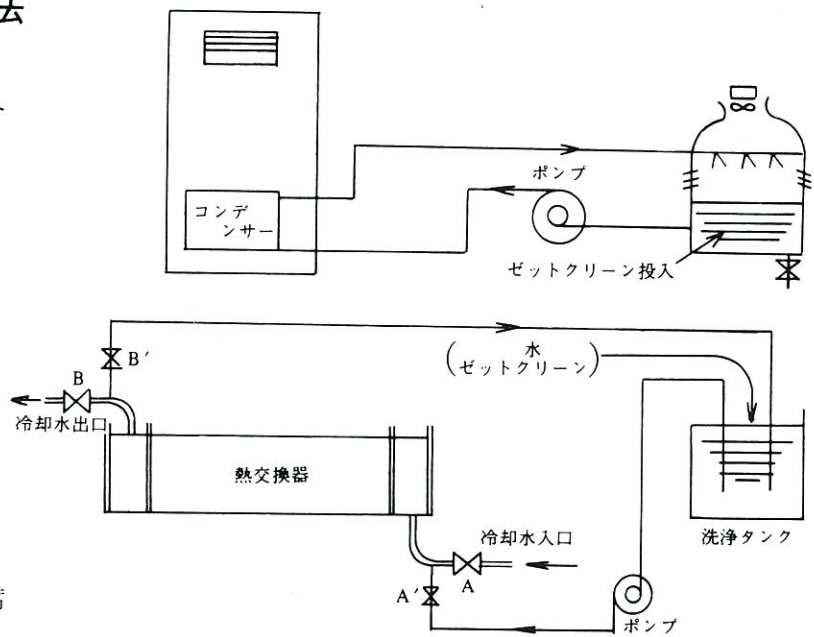 法
コンデ
ンサー
ポンプ
ゼットクリーン投入
B′
B
冷却水出口
水
(ゼットクリーン)
熱交換器
冷却水入口
A
A′
洗浄タンク
ポンプ